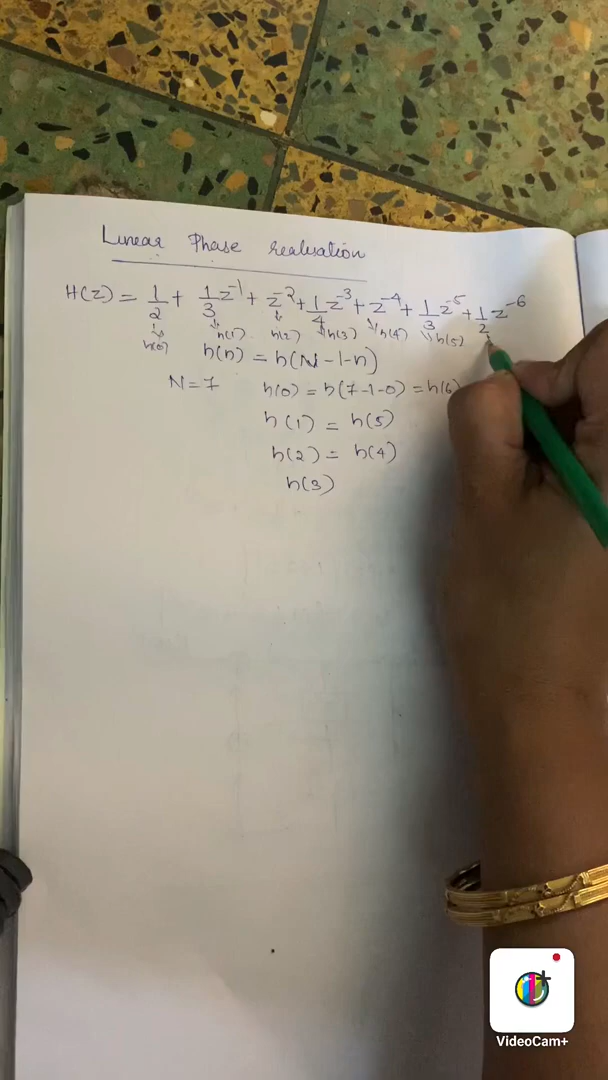 Linear Phase realisation
H(z) = 1/2 + 1/3 z⁻¹ + z⁻² + 1/4 z⁻³ + z⁻⁴ + 1/3 z⁻⁵ + 1/2 z⁻⁶
h(0) h(1) h(2) h(3) h(4) h(5)
h(n) = h(N-1-n)
N=7 h(0) = h(7-1-0) = h(6)
h(1) = h(5)
h(2) = h(4)
h(3)
VideoCam+